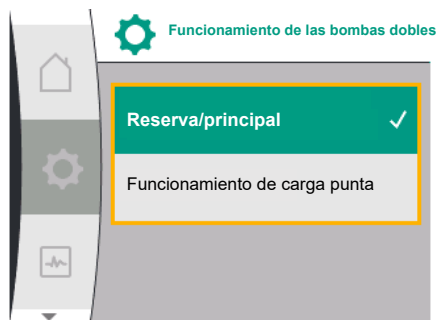 Funcionamiento de las bombas dobles
Reserva/principal
Funcionamiento de carga punta